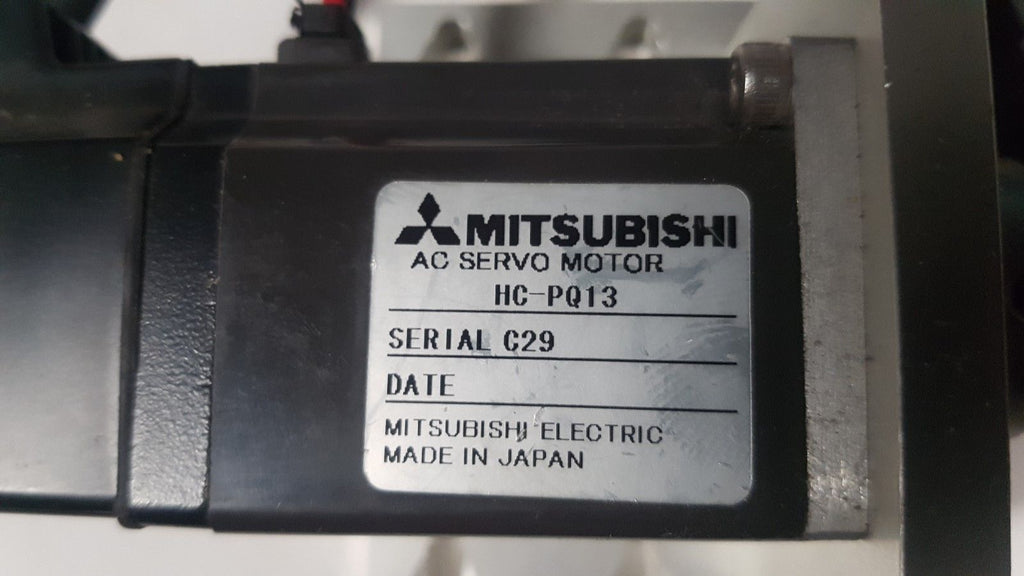 MITSUBISHI
AC SERVO MOTOR
HC-PQ13
SERIAL C29
DATE
MITSUBISHI ELECTRIC
MADE IN JAPAN